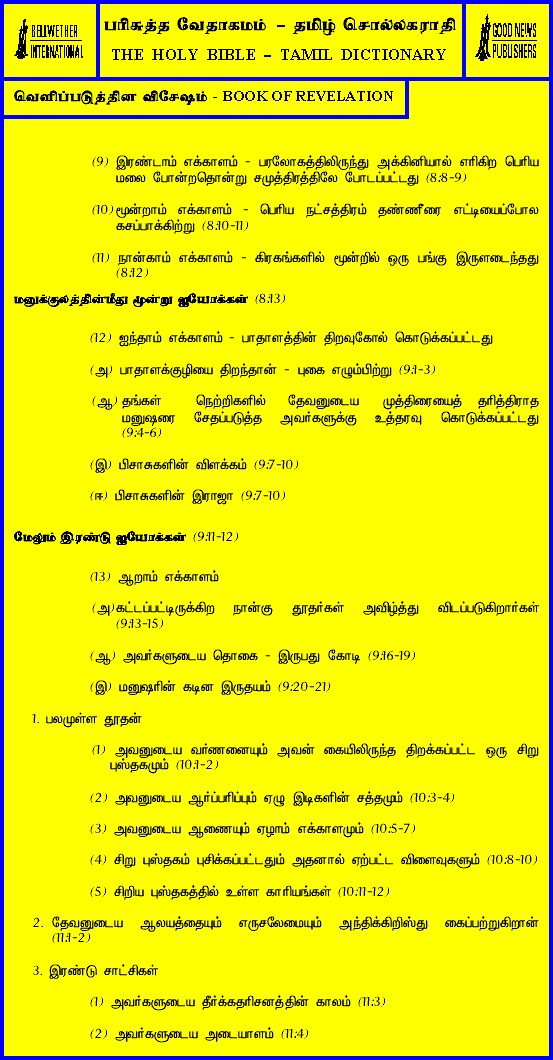 BELLWETHER
INTERNATIONAL
பரிசுத்த வேதாகமம் – தமிழ் சொல்லகராதி
THE HOLY BIBLE – TAMIL DICTIONARY
GOOD NEWS
PUBLISHERS
வெளிப்படுத்தின விசேஷம் - BOOK OF REVELATION
(9) இரண்டாம் எக்காளம் - பரலோகத்திலிருந்து அக்கினியால் எரிகிற பெரிய
மலை போன்றதொன்று சமுத்திரத்திலே போடப்பட்டது (8:8-9)
(10) மூன்றாம் எக்காளம் - பெரிய நட்சத்திரம் தண்ணீரை எட்டியைப்போல
கசப்பாக்கிற்று (8:10-11)
(11) நான்காம் எக்காளம் - கிரகங்களில் மூன்றில் ஒரு பங்கு இருளடைந்தது
(8:12)
மனுக்குலத்தின்மீது மூன்று ஐயோக்கள் (8:13)
(12) ஐந்தாம் எக்காளம் - பாதாளத்தின் திறவுகோல் கொடுக்கப்பட்டது
(அ) பாதாளக்குழியை திறந்தான் - புகை எழும்பிற்று (9:1-3)
(ஆ) தங்கள் நெற்றிகளில் தேவனுடைய முத்திரையைத் தரித்திராத
மனுஷரை சேதப்படுத்த அவர்களுக்கு உத்தரவு கொடுக்கப்பட்டது
(9:4-6)
(இ) பிசாசுகளின் விளக்கம் (9:7-10)
(ஈ) பிசாசுகளின் இராஜா (9:7-10)
மேலும் இரண்டு ஐயோக்கள் (9:11-12)
(13) ஆறாம் எக்காளம்
(அ) கட்டப்பட்டிருக்கிற நான்கு தூதர்கள் அவிழ்த்து விடப்படுகிறார்கள்
(9:13-15)
(ஆ) அவர்களுடைய தொகை - இருபது கோடி (9:16-19)
(இ) மனுஷரின் கடின இருதயம் (9:20-21)
1. பலமுள்ள தூதன்
(1) அவனுடைய வர்ணனையும் அவன் கையிலிருந்த திறக்கப்பட்ட ஒரு சிறு
புஸ்தகமும் (10:1-2)
(2) அவனுடைய ஆர்ப்பரிப்பும் ஏழு இடிகளின் சத்தமும் (10:3-4)
(3) அவனுடைய ஆணையும் ஏழாம் எக்காளமும் (10:5-7)
(4) சிறு புஸ்தகம் புசிக்கப்பட்டதும் அதனால் ஏற்பட்ட விளைவுகளும் (10:8-10)
(5) சிறிய புஸ்தகத்தில் உள்ள காரியங்கள் (10:11-12)
2. தேவனுடைய ஆலயத்தையும் எருசலேமையும் அந்திக்கிறிஸ்து கைப்பற்றுகிறான்
(11:1-2)
3. இரண்டு சாட்சிகள்
(1) அவர்களுடைய தீர்க்கதரிசனத்தின் காலம் (11:3)
(2) அவர்களுடைய அடையாளம் (11:4)